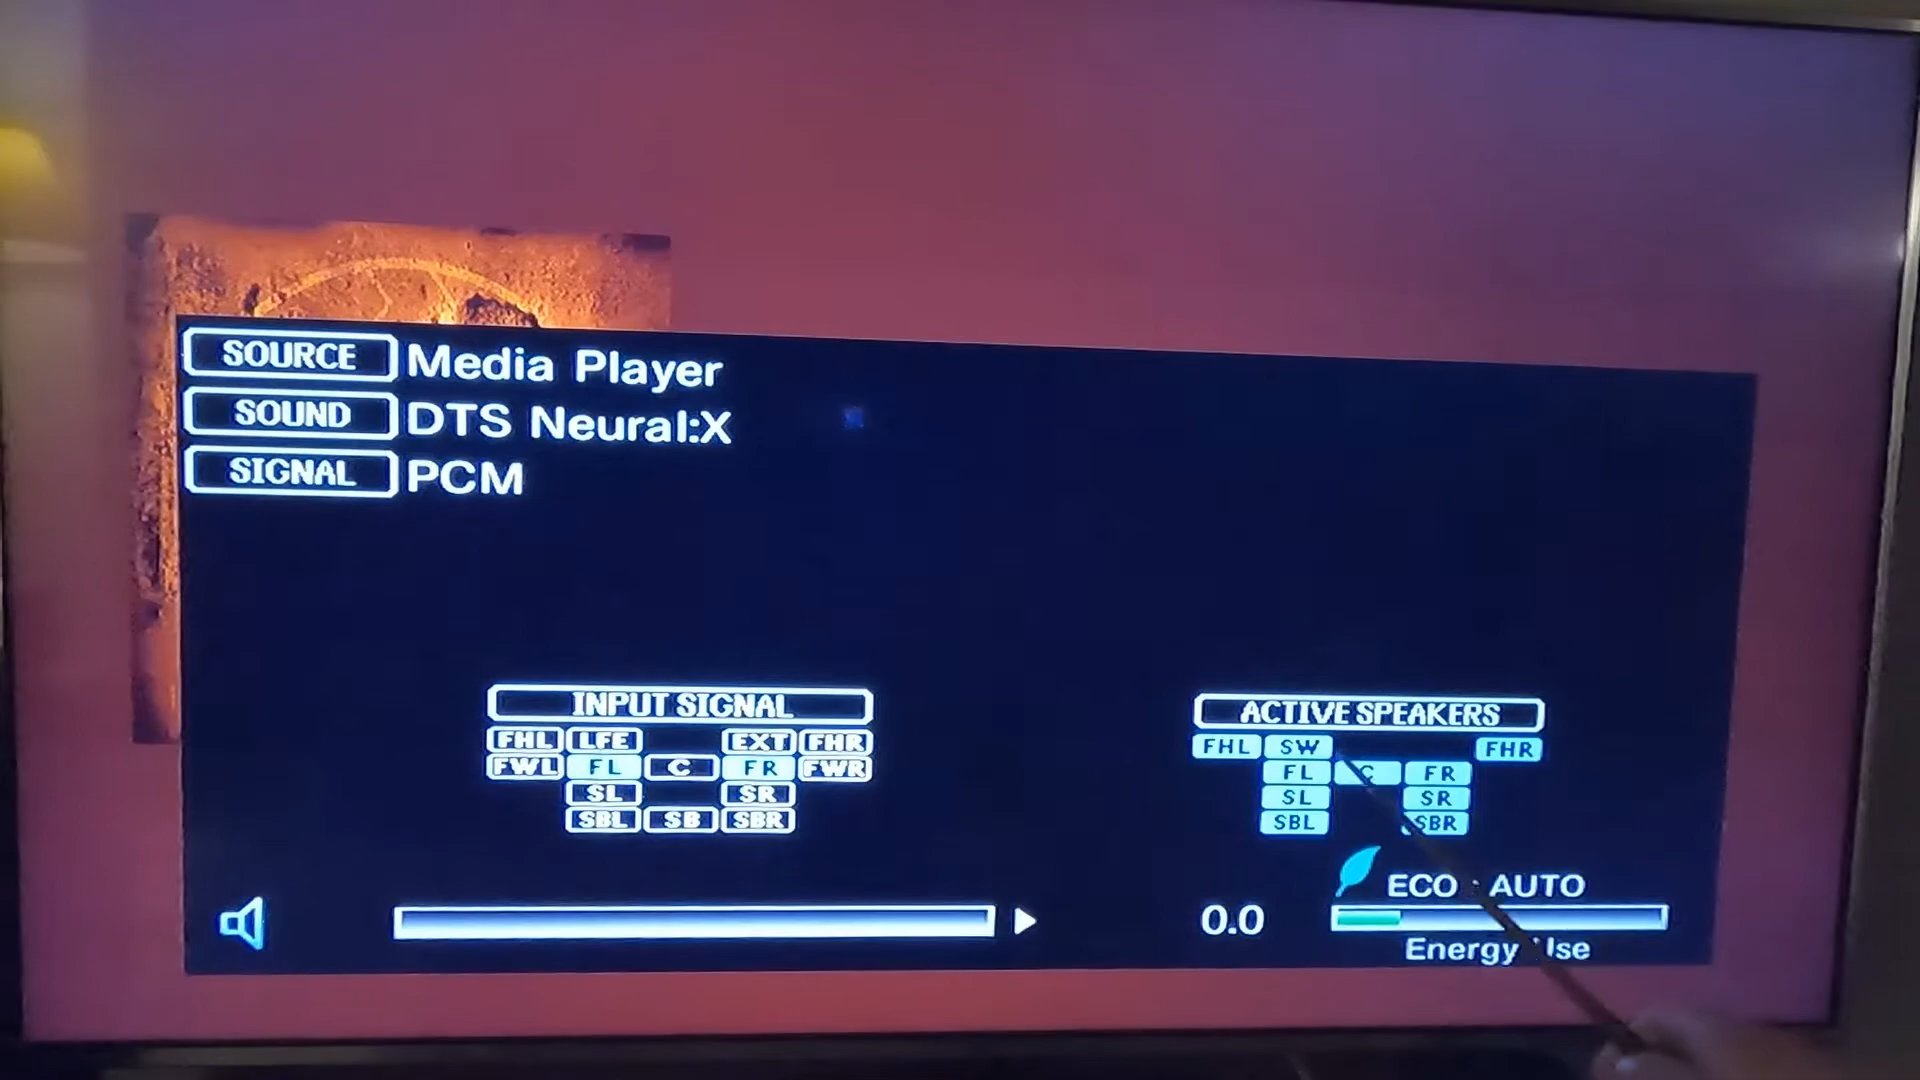 SOURCE Media Player
SOUND DTS Neural:X
SIGNAL PCM
INPUT SIGNAL
FHL LFE EXT FHR
FWL FL C FR FWR
SL SR
SBL SB SBR
ACTIVE SPEAKERS
FHL SW FHR
FL C FR
SL SR
SBL SBR
ECO : AUTO
0.0
Energy Use